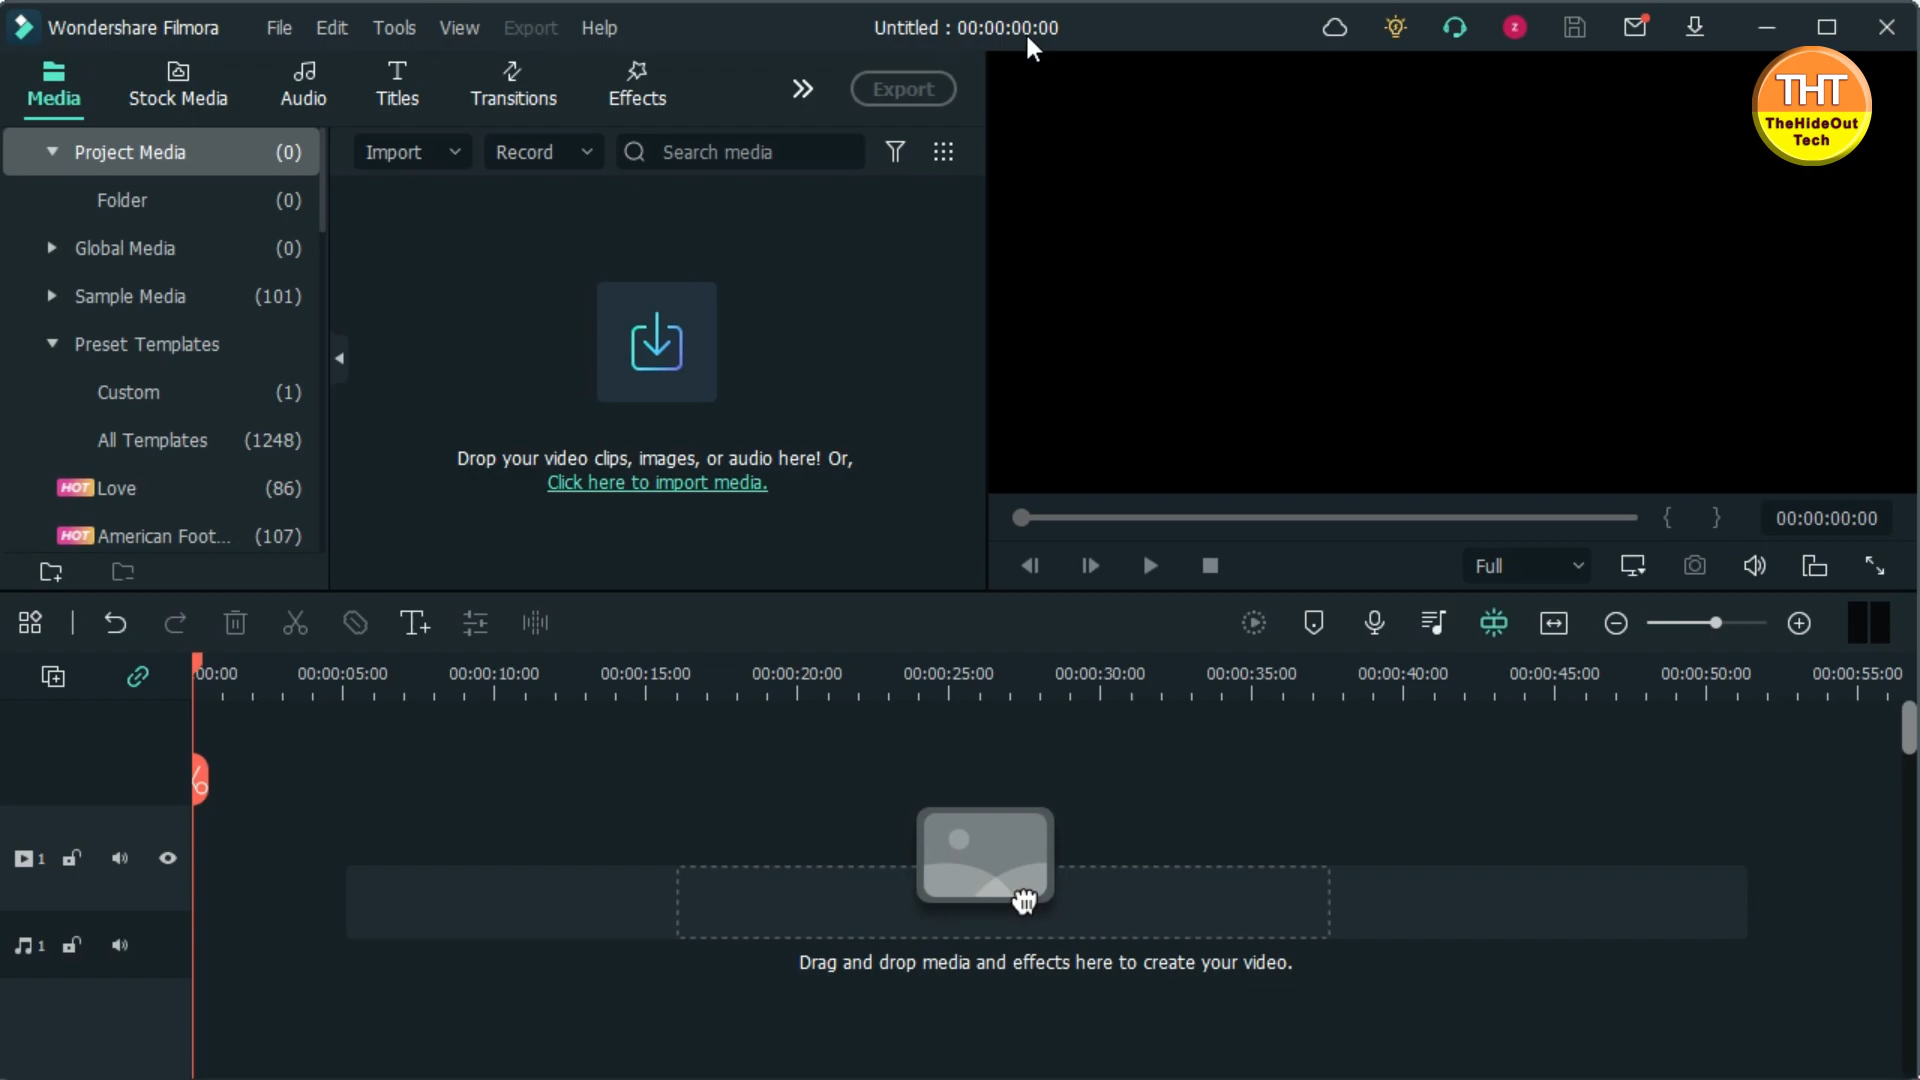 Wondershare Filmora
File
Edit
Tools
View
Export
Help
Untitled : 00:00:00:00
z
Media
Stock Media
Audio
Titles
Transitions
Effects
Export
THT
TheHideOut
Tech
Project Media (0)
Folder (0)
Global Media (0)
Sample Media (101)
Preset Templates
Custom (1)
All Templates (1248)
HOT Love (86)
HOT American Foot... (107)
Import
Record
Search media
Drop your video clips, images, or audio here! Or,
Click here to import media.
{ }
00:00:00:00
Full
00:00
00:00:05:00
00:00:10:00
00:00:15:00
00:00:20:00
00:00:25:00
00:00:30:00
00:00:35:00
00:00:40:00
00:00:45:00
00:00:50:00
00:00:55:00
1
1
Drag and drop media and effects here to create your video.